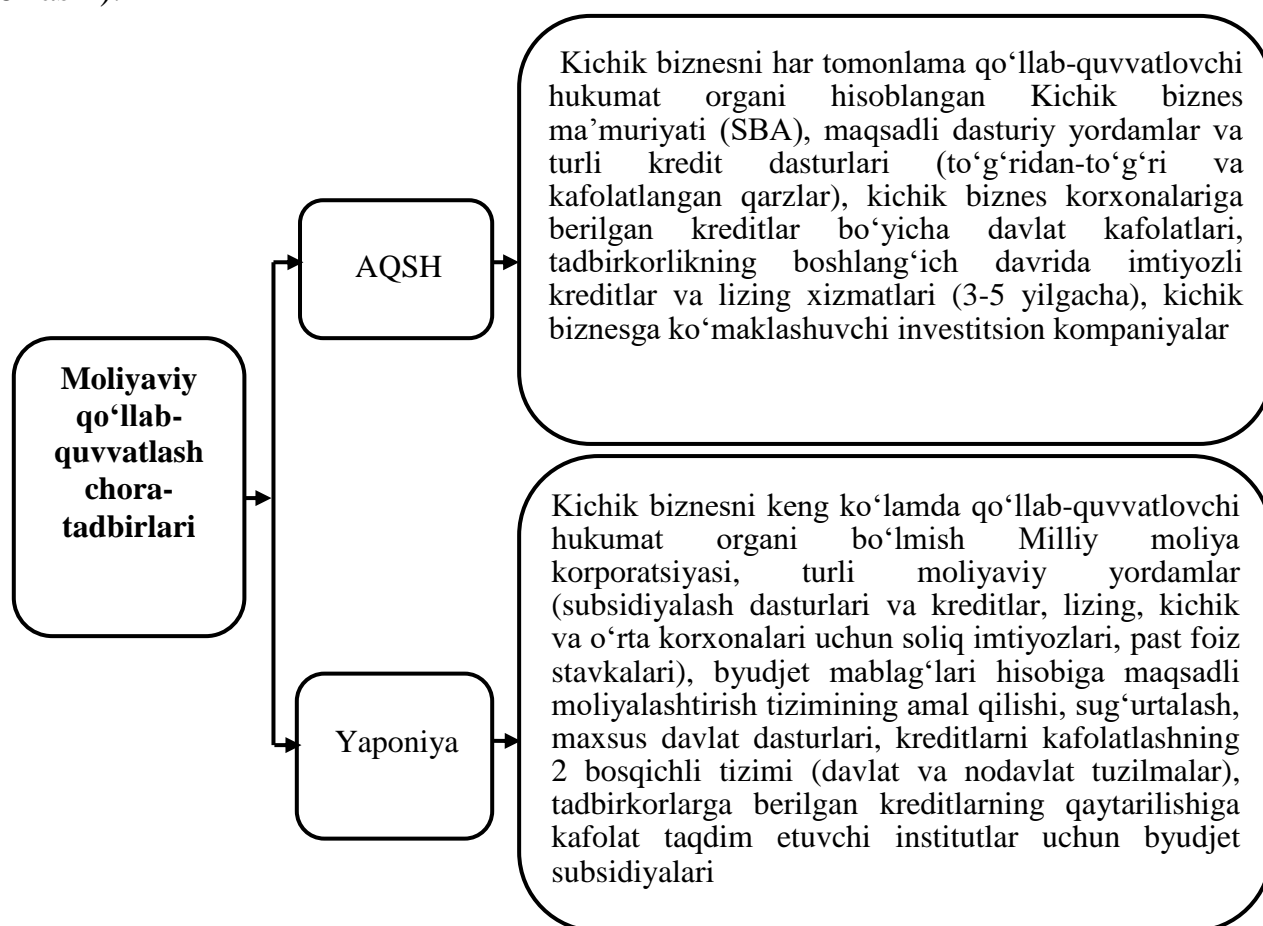 Kichik biznesni har tomonlama qo‘llab-quvvatlovchi
hukumat organi hisoblangan Kichik biznes
ma’muriyati (SBA), maqsadli dasturiy yordamlar va
turli kredit dasturlari (to‘g‘ridan-to‘g‘ri va
kafolatlangan qarzlar), kichik biznes korxonalariga
berilgan kreditlar bo‘yicha davlat kafolatlari,
tadbirkorlikning boshlang‘ich davrida imtiyozli
kreditlar va lizing xizmatlari (3-5 yilgacha), kichik
biznesga ko‘maklashuvchi investitsion kompaniyalar
AQSH
Moliyaviy
qo‘llab-
quvvatlash
chora-
tadbirlari
Kichik biznesni keng ko‘lamda qo‘llab-quvvatlovchi
hukumat organi bo‘lmish Milliy moliya
korporatsiyasi, turli moliyaviy yordamlar
(subsidiyalash dasturlari va kreditlar, lizing, kichik
va o‘rta korxonalari uchun soliq imtiyozlari, past foiz
stavkalari), byudjet mablag‘lari hisobiga maqsadli
moliyalashtirish tizimining amal qilishi, sug‘urtalash,
maxsus davlat dasturlari, kreditlarni kafolatlashning
2 bosqichli tizimi (davlat va nodavlat tuzilmalar),
tadbirkorlarga berilgan kreditlarning qaytarilishiga
kafolat taqdim etuvchi institutlar uchun byudjet
subsidiyalari
Yaponiya